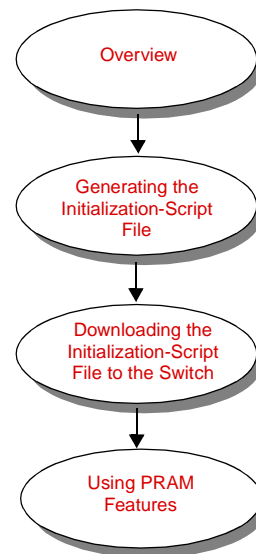 Overview
Generating the
Initialization-Script
File
Downloading the
Initialization-Script
File to the Switch
Using PRAM
Features